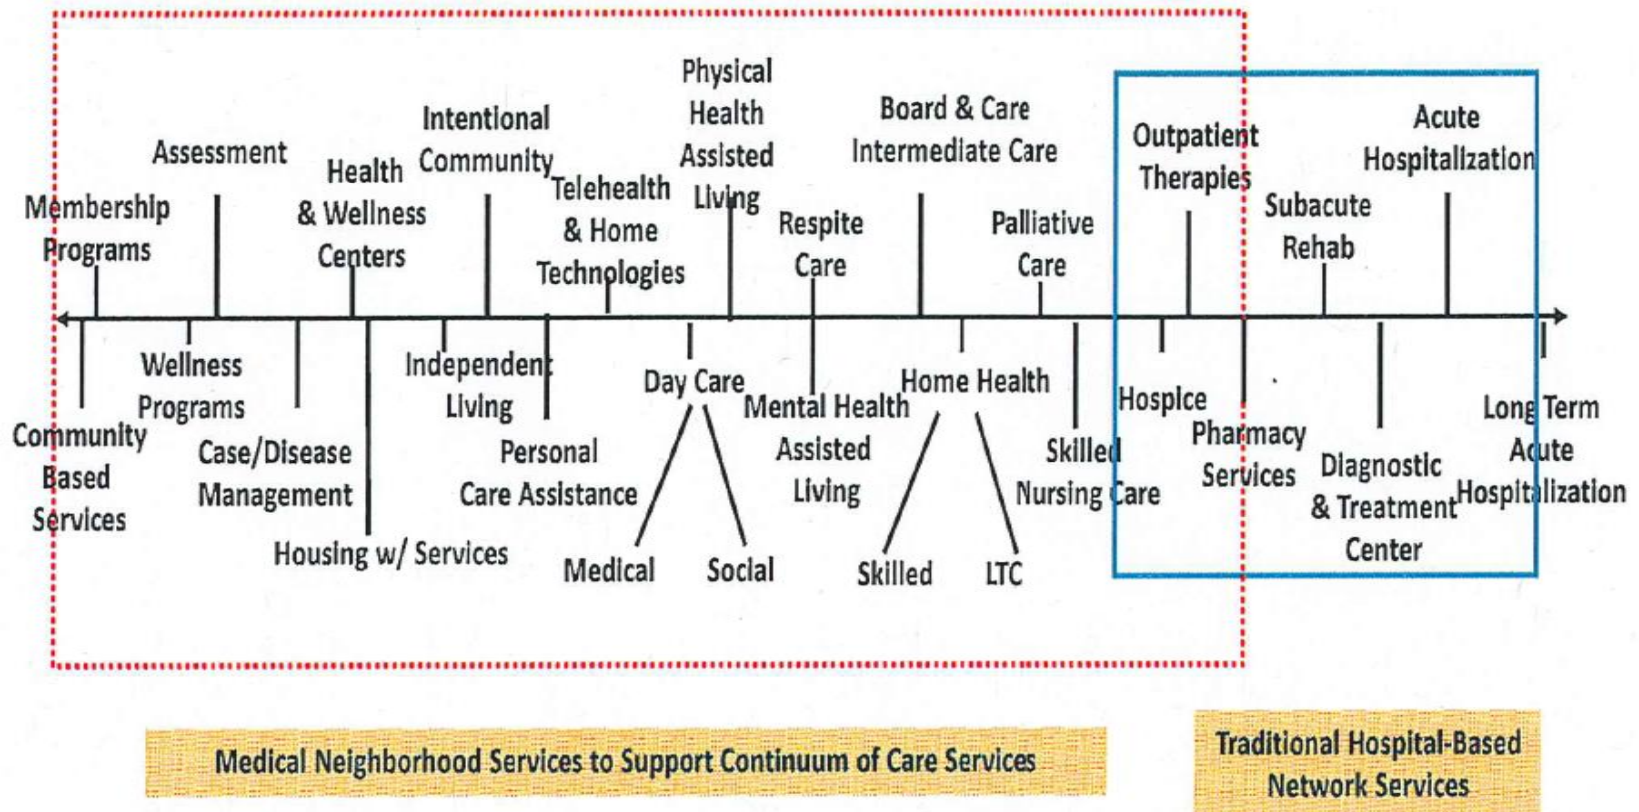 Membership
Programs
Assessment
Health
& Wellness
Centers
Intentional
Community
Telehealth
& Home
Technologies
Physical
Health
Assisted
Living
Respite
Care
Board & Care
Intermediate Care
Palliative
Care
Outpatient
Therapies
Subacute
Rehab
Acute
Hospitalization
Community
Based
Services
Wellness
Programs
Case/Disease
Management
Housing w/ Services
Independent
Living
Personal
Care Assistance
Day Care
Medical
Social
Mental Health
Assisted
Living
Home Health
Skilled
LTC
Skilled
Nursing Care
Hospice
Pharmacy
Services
Diagnostic
& Treatment
Center
Long Term
Acute
Hospitalization
Medical Neighborhood Services to Support Continuum of Care Services
Traditional Hospital-Based
Network Services